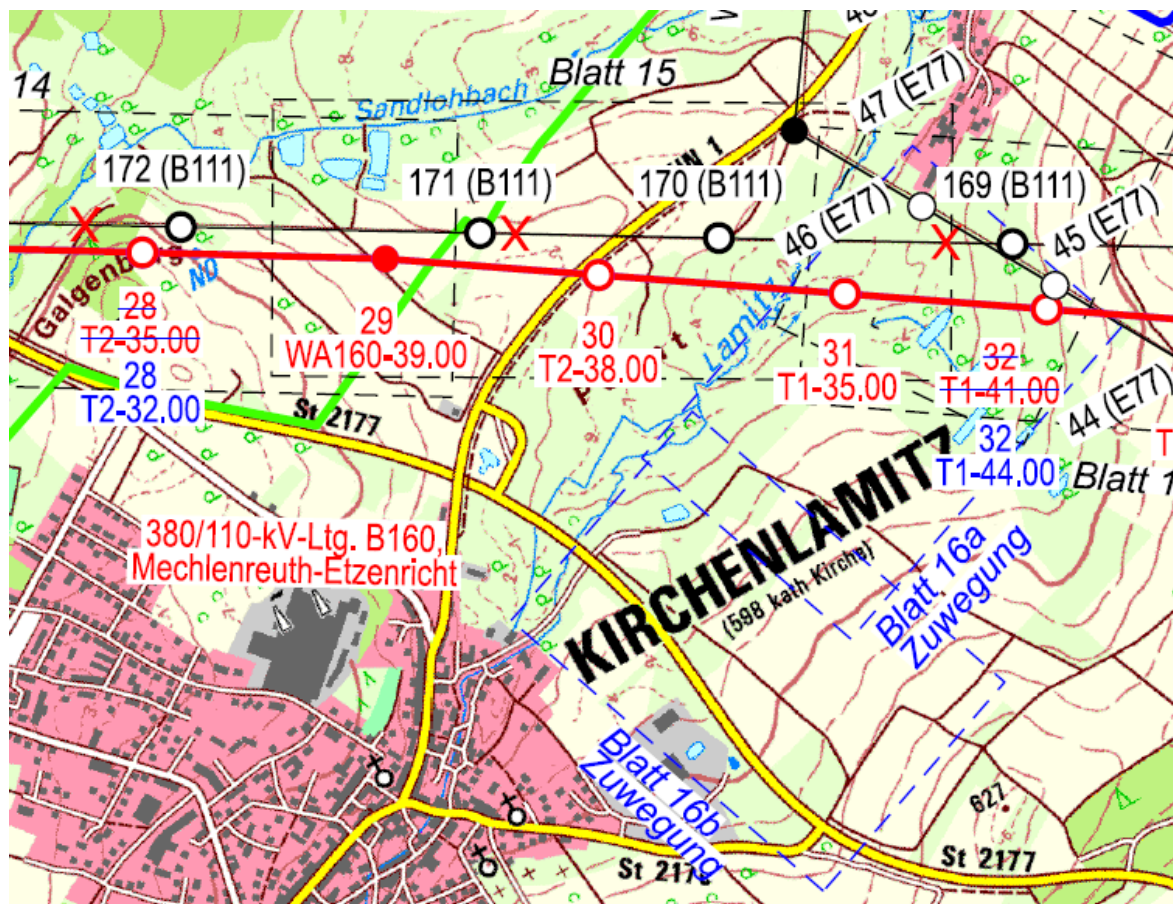 14
Blatt 15
Sandlohbach
47 (E77)
172 (B111)
171 (B111)
170 (B111)
169 (B111)
46 (E77)
45 (E77)
Galgenberg
ND
Lamitz
28
T2-35.00
28
T2-32.00
29
WA160-39.00
30
T2-38.00
31
T1-35.00
32
T1-41.00
32
T1-44.00
44 (E77)
St 2177
Blatt 1
T
380/110-kV-Ltg. B160,
Mechlenreuth-Etzenricht
KIRCHENLAMITZ
(598 kath Kirche)
Blatt 16a
Zuwegung
Blatt 16b
Zuwegung
627
St 2177